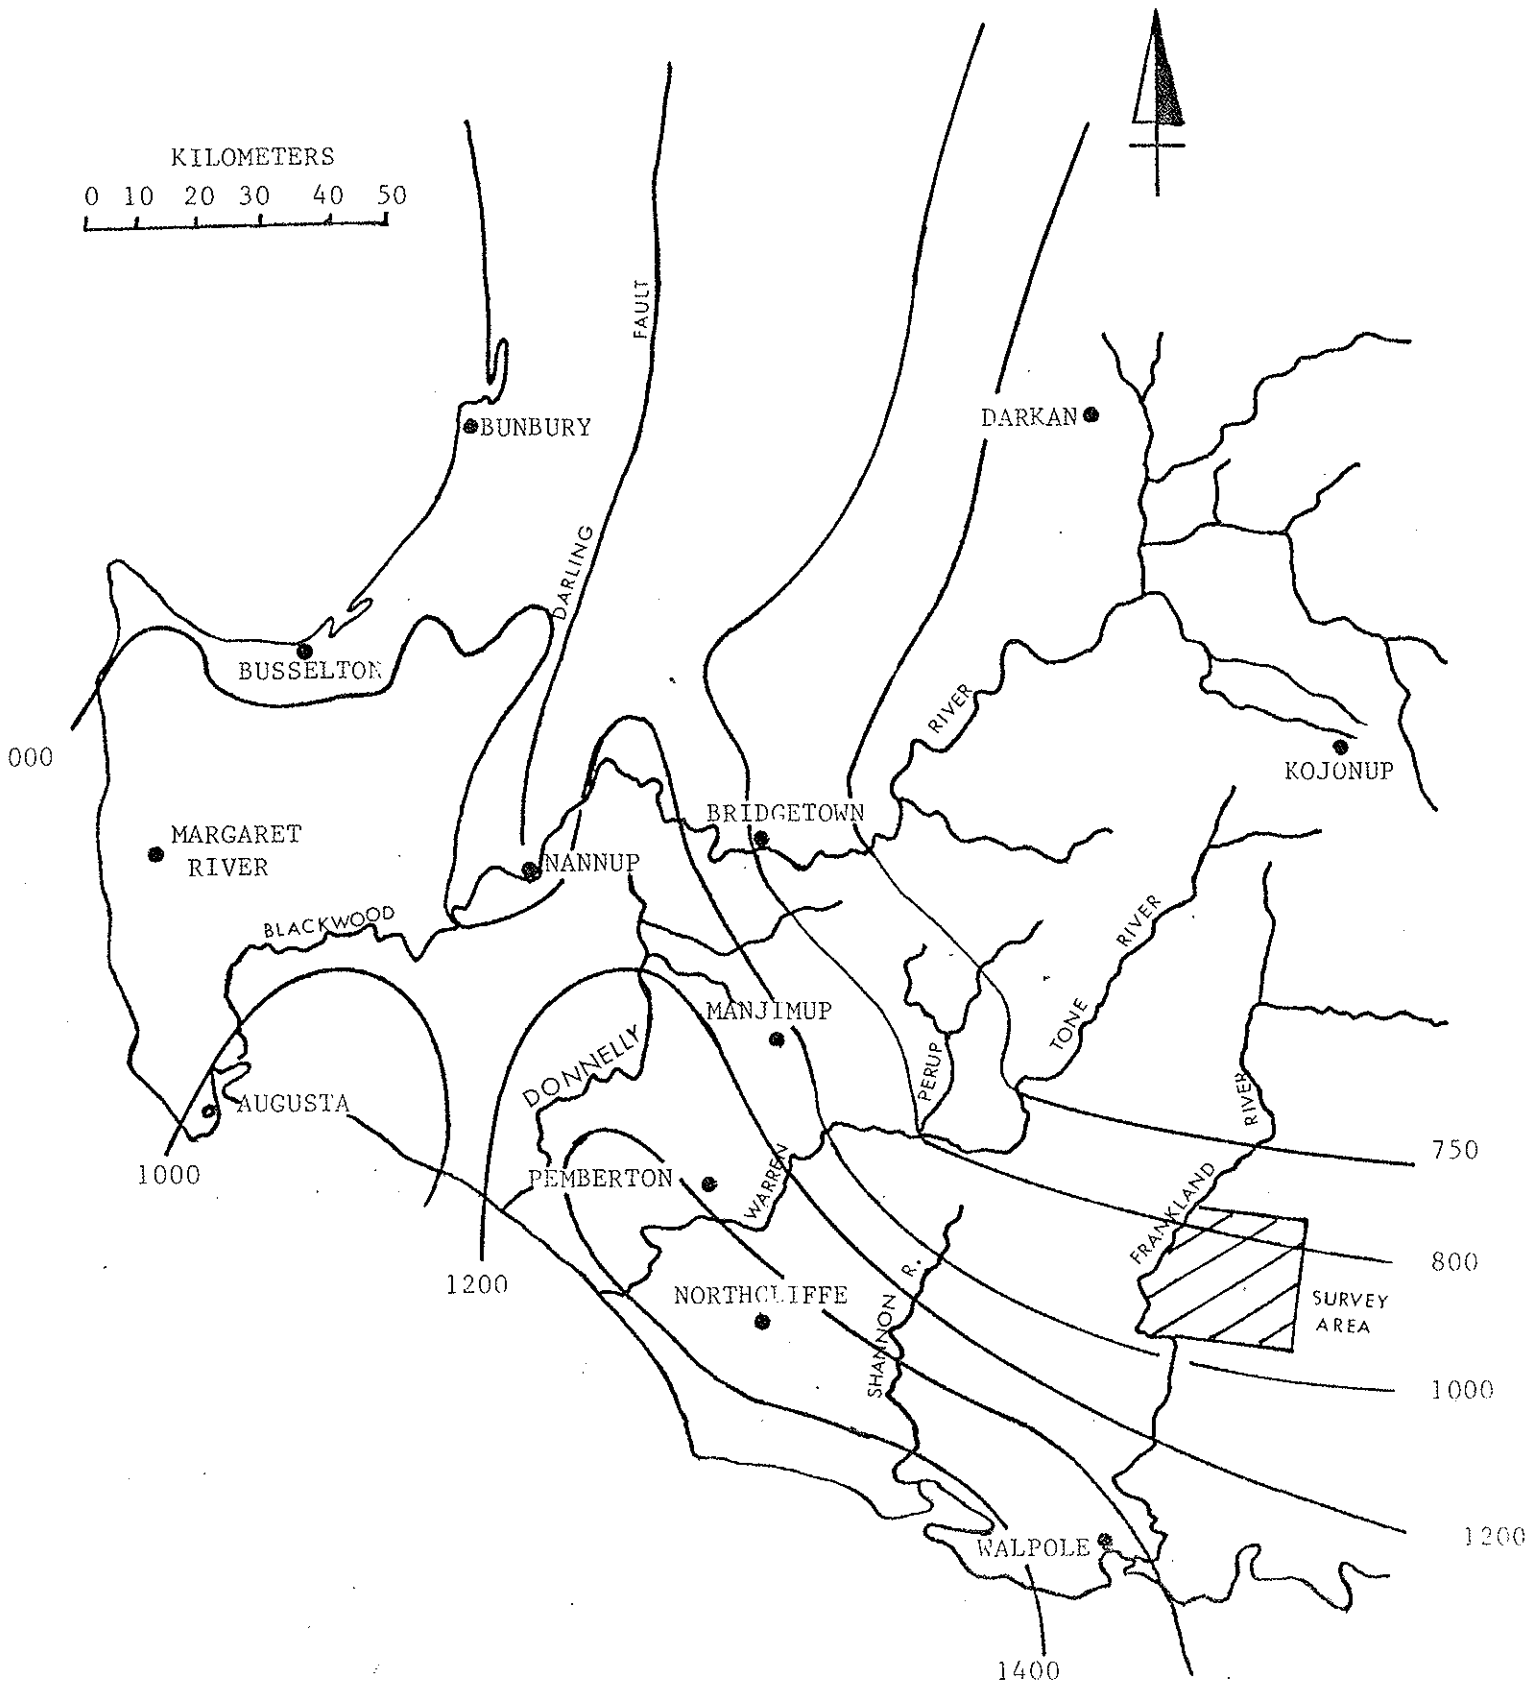 KILOMETERS
0 10 20 30 40 50
FAULT
BUNBURY
DARKAN
DARLING
BUSSELTON
RIVER
000
KOJONUP
BRIDGETOWN
MARGARET
RIVER
NANNUP
BLACKWOOD
RIVER
MANJIMUP
TONE
DONNELLY
PERUP
RIVER
AUGUSTA
750
1000
PEMBERTON
WARREN
FRANKLAND
R.
800
1200
NORTHCLIFFE
SURVEY
AREA
SHANNON
1000
1200
WALPOLE
1400